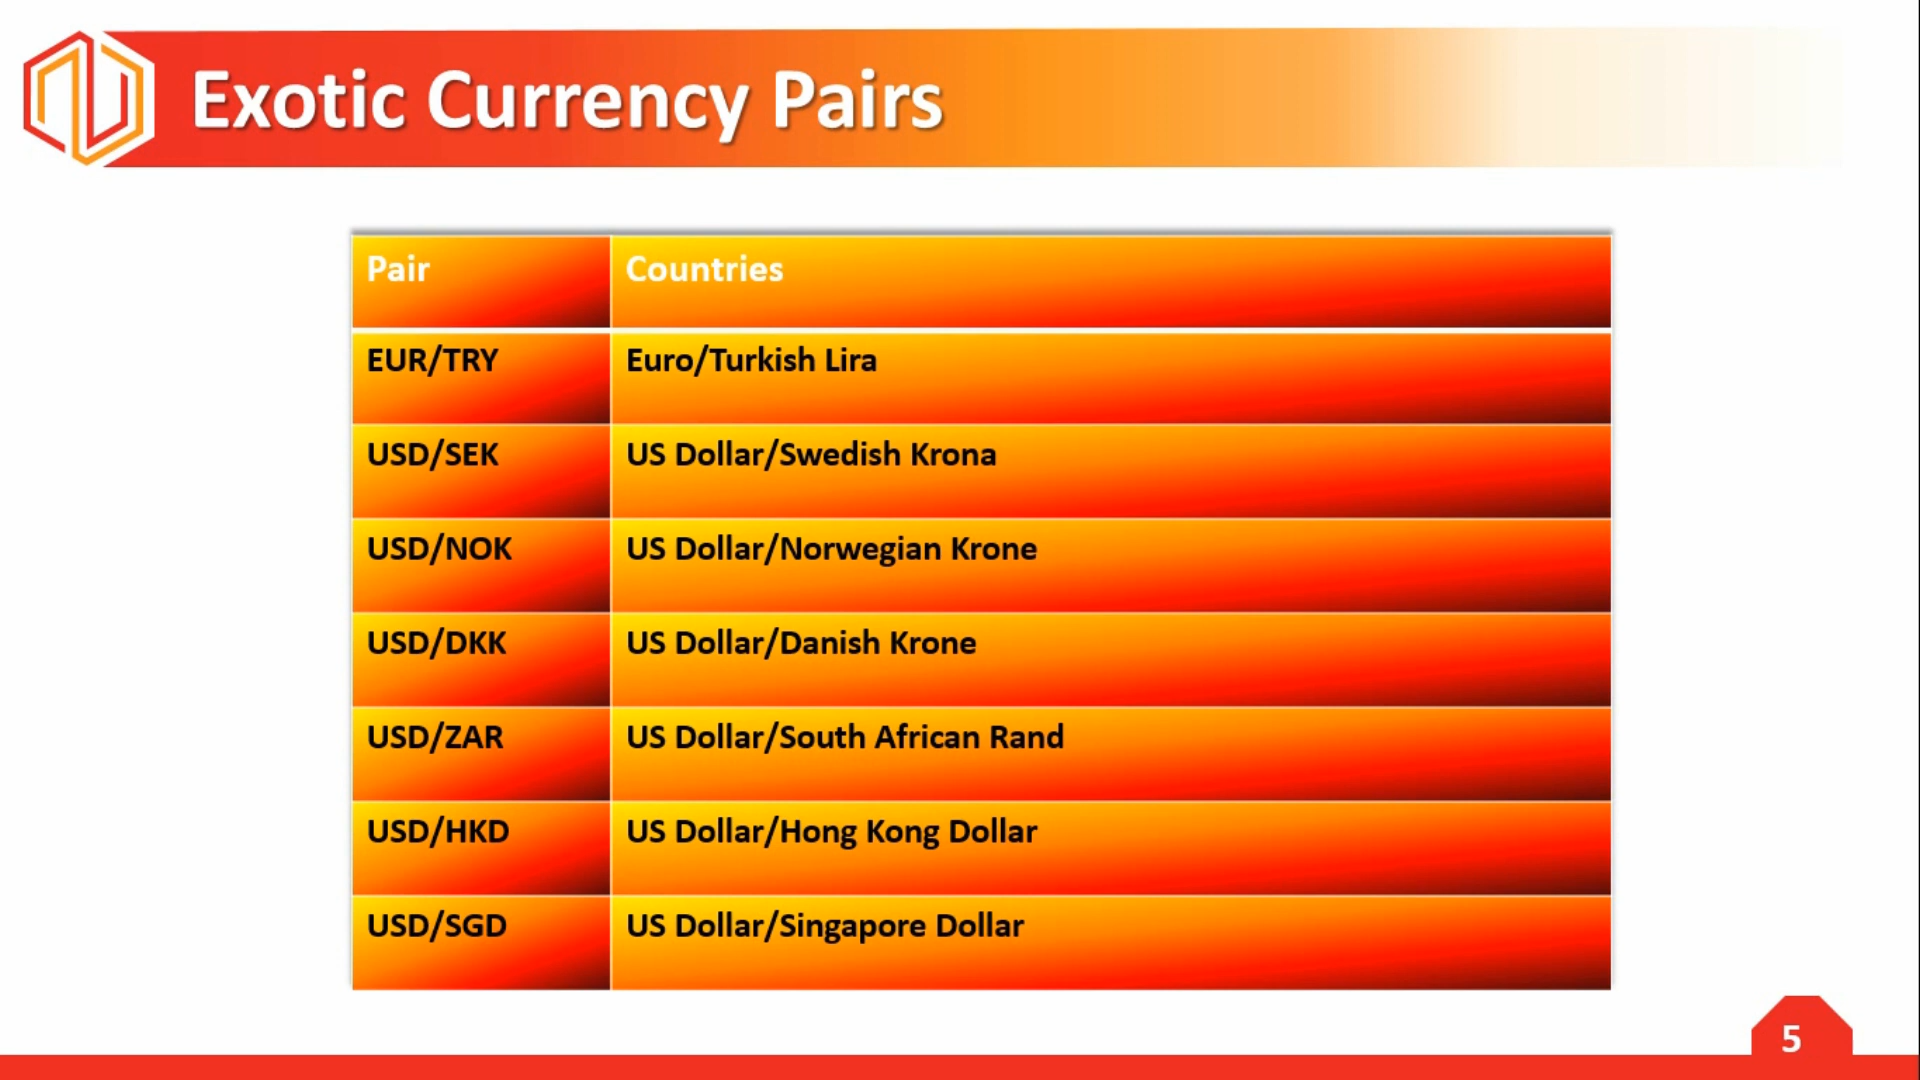 Exotic Currency Pairs
Pair Countries
EUR/TRY Euro/Turkish Lira
USD/SEK US Dollar/Swedish Krona
USD/NOK US Dollar/Norwegian Krone
USD/DKK US Dollar/Danish Krone
USD/ZAR US Dollar/South African Rand
USD/HKD US Dollar/Hong Kong Dollar
USD/SGD US Dollar/Singapore Dollar
5